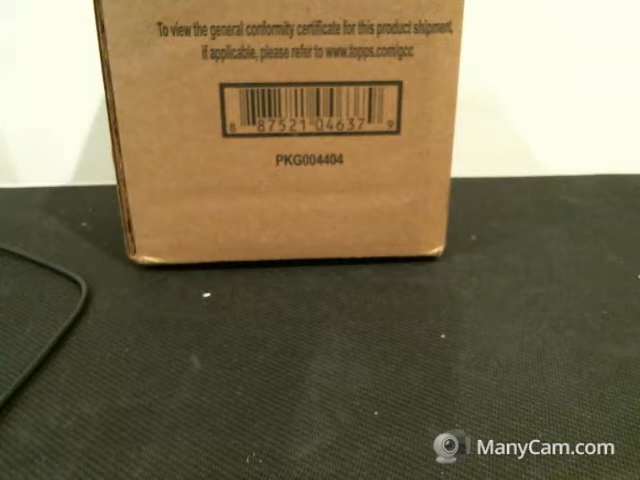 To view the general conformity certificate for this product shipment,
if applicable, please refer to www.topps.com/gcc
8 87521 04637 9
PKG004404
ManyCam.com